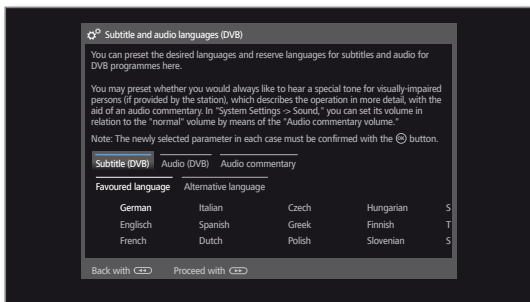 Subtitle and audio languages (DVB)
You can preset the desired languages and reserve languages for subtitles and audio for
DVB programmes here.
You may preset whether you would always like to hear a special tone for visually-impaired
persons (if provided by the station), which describes the operation in more detail, with the
aid of an audio commentary. In "System Settings -> Sound," you can set its volume in
relation to the "normal" volume by means of the "Audio commentary volume."
Note: The newly selected parameter in each case must be confirmed with the OK button.
Subtitle (DVB) Audio (DVB) Audio commentary
Favoured language Alternative language
German Italian Czech Hungarian S
Englisch Spanish Greek Finnish T
French Dutch Polish Slovenian S
Back with Proceed with